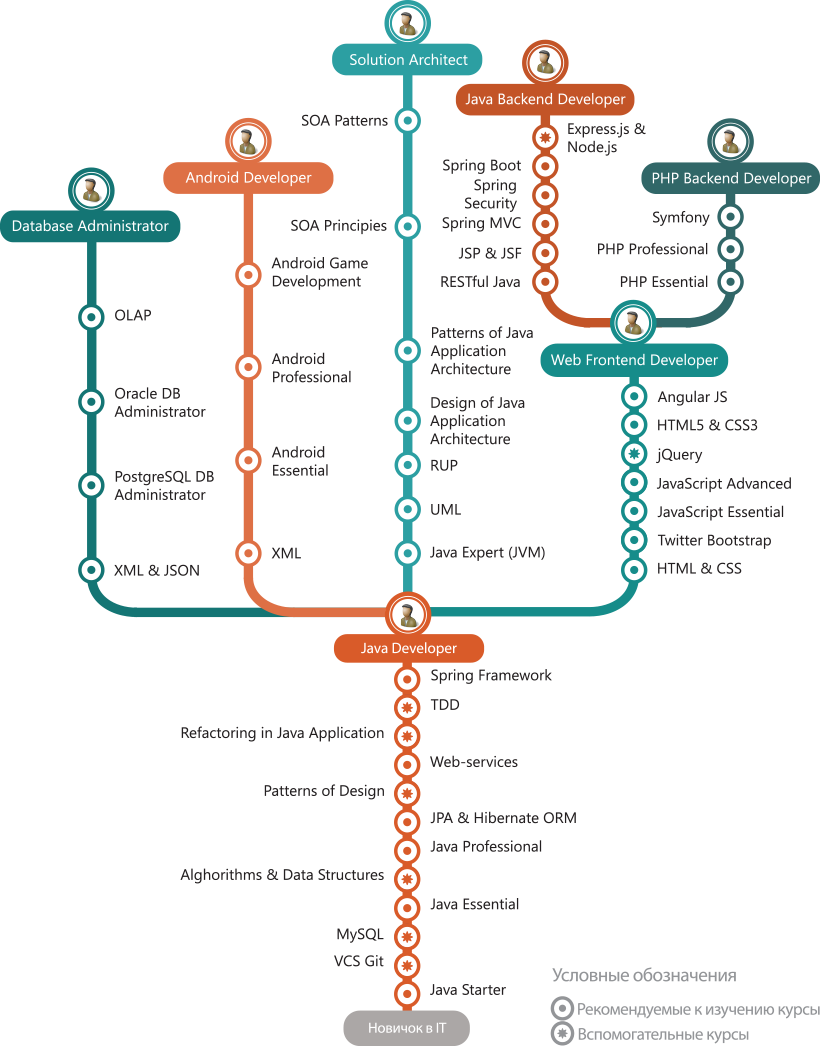 Solution Architect
SOA Patterns
SOA Principies
Patterns of Java
Application
Architecture
Design of Java
Application
Architecture
RUP
UML
Java Expert (JVM)
Java Backend Developer
Express.js &
Node.js
Spring Boot
Spring
Security
Spring MVC
JSP & JSF
RESTful Java
PHP Backend Developer
Symfony
PHP Professional
PHP Essential
Android Developer
Android Game
Development
Android
Professional
Android
Essential
XML
Database Administrator
OLAP
Oracle DB
Administrator
PostgreSQL DB
Administrator
XML & JSON
Web Frontend Developer
Angular JS
HTML5 & CSS3
jQuery
JavaScript Advanced
JavaScript Essential
Twitter Bootstrap
HTML & CSS
Java Developer
Spring Framework
TDD
Refactoring in Java Application
Web-services
Patterns of Design
JPA & Hibernate ORM
Java Professional
Alghorithms & Data Structures
Java Essential
MySQL
VCS Git
Java Starter
Новичок в IT
Условные обозначения
Рекомендуемые к изучению курсы
Вспомогательные курсы